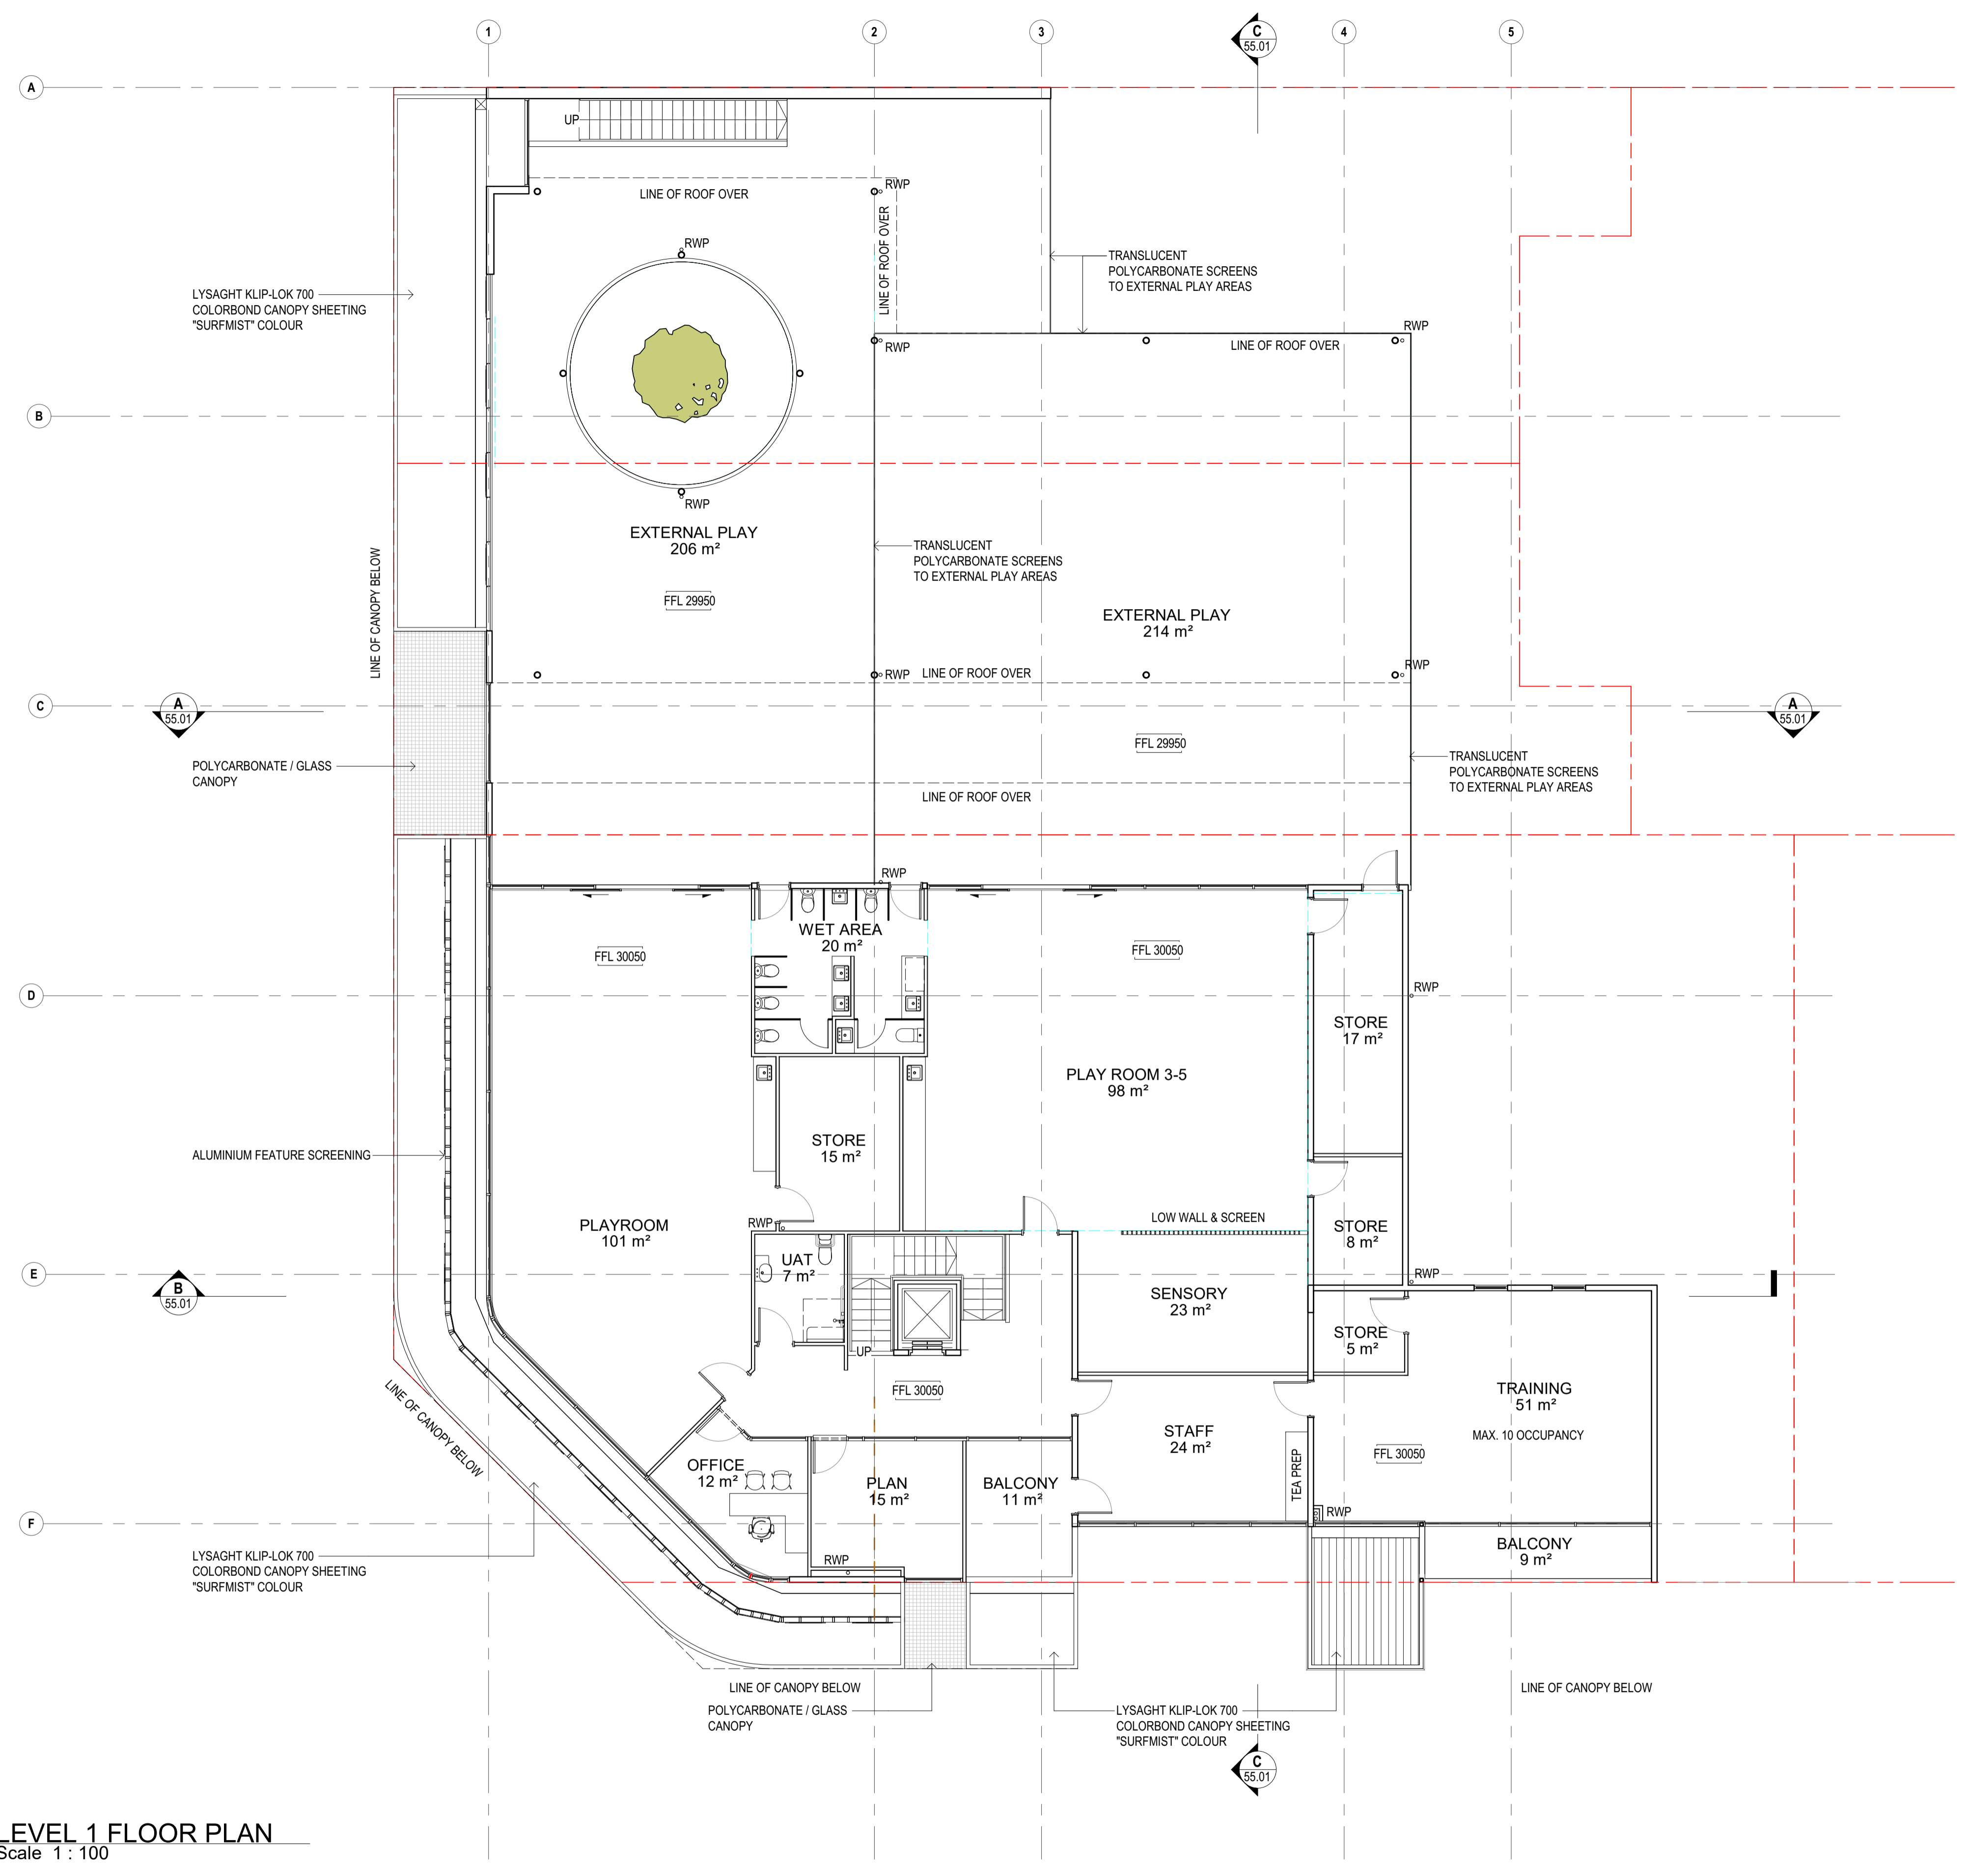 1
2
3
C
55.01
4
5
A
UP
LINE OF ROOF OVER
RWP
LINE OF ROOF OVER
RWP
TRANSLUCENT
POLYCARBONATE SCREENS
TO EXTERNAL PLAY AREAS
LYSAGHT KLIP-LOK 700
COLORBOND CANOPY SHEETING
"SURFMIST" COLOUR
RWP
LINE OF ROOF OVER
RWP
B
RWP
EXTERNAL PLAY
206 m²
TRANSLUCENT
POLYCARBONATE SCREENS
TO EXTERNAL PLAY AREAS
LINE OF CANOPY BELOW
FFL 29950
EXTERNAL PLAY
214 m²
RWP
LINE OF ROOF OVER
RWP
C
A
55.01
A
55.01
FFL 29950
POLYCARBONATE / GLASS
CANOPY
TRANSLUCENT
POLYCARBONATE SCREENS
TO EXTERNAL PLAY AREAS
LINE OF ROOF OVER
RWP
WET AREA
20 m²
FFL 30050
FFL 30050
D
RWP
STORE
17 m²
PLAY ROOM 3-5
98 m²
ALUMINIUM FEATURE SCREENING
STORE
15 m²
PLAYROOM
101 m²
RWP
LOW WALL & SCREEN
STORE
8 m²
E
B
55.01
UAT
7 m²
RWP
SENSORY
23 m²
UP
STORE
5 m²
FFL 30050
LINE OF CANOPY BELOW
TRAINING
51 m²
MAX. 10 OCCUPANCY
STAFF
24 m²
FFL 30050
OFFICE
12 m²
PLAN
15 m²
BALCONY
11 m²
TEA PREP
RWP
F
BALCONY
9 m²
LYSAGHT KLIP-LOK 700
COLORBOND CANOPY SHEETING
"SURFMIST" COLOUR
RWP
LINE OF CANOPY BELOW
LINE OF CANOPY BELOW
POLYCARBONATE / GLASS
CANOPY
LYSAGHT KLIP-LOK 700
COLORBOND CANOPY SHEETING
"SURFMIST" COLOUR
C
55.01
LEVEL 1 FLOOR PLAN
Scale 1 : 100